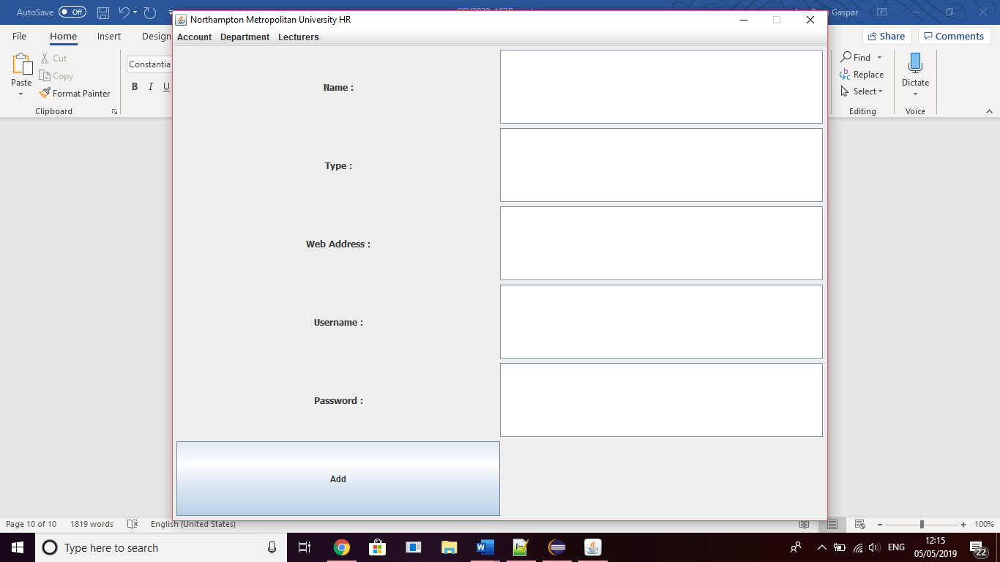 AutoSave Off
Gaspar
Northampton Metropolitan University HR
File Home Insert Design
Share Comments
Account Department Lecturers
Paste
Cut
Copy
Format Painter
Clipboard
Constantia
B I U
Find
Replace
Select
Editing
Dictate
Voice
Name :
Type :
Web Address :
Username :
Password :
Add
Page 10 of 10 1819 words English (United States) 100%
Type here to search
W
ENG
12:15
05/05/2019
22